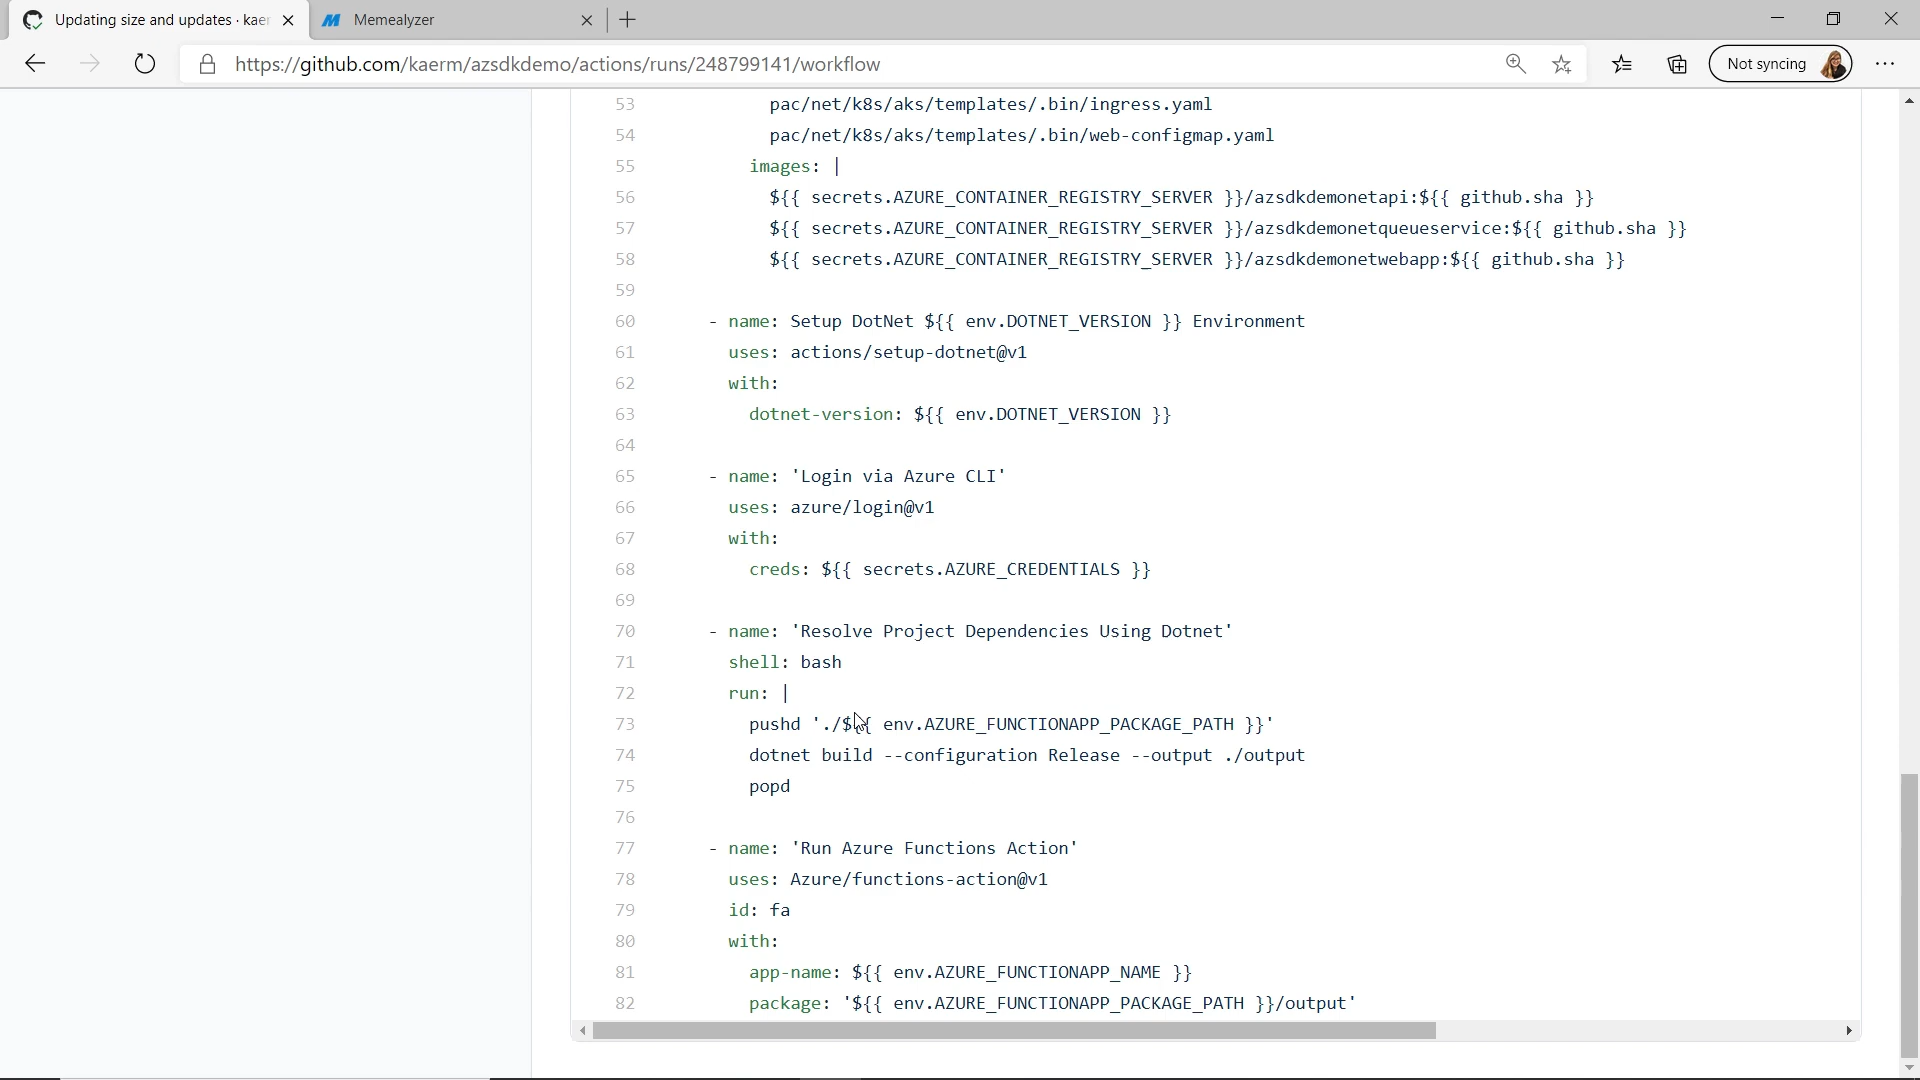 Updating size and updates · kaer
Memealyzer
https://github.com/kaerm/azsdkdemo/actions/runs/248799141/workflow
Not syncing
53 pac/net/k8s/aks/templates/.bin/ingress.yaml
54 pac/net/k8s/aks/templates/.bin/web-configmap.yaml
55 images: |
56 ${{ secrets.AZURE_CONTAINER_REGISTRY_SERVER }}/azsdkdemonetapi:${{ github.sha }}
57 ${{ secrets.AZURE_CONTAINER_REGISTRY_SERVER }}/azsdkdemonetqueueservice:${{ github.sha }}
58 ${{ secrets.AZURE_CONTAINER_REGISTRY_SERVER }}/azsdkdemonetwebapp:${{ github.sha }}
59
60 - name: Setup DotNet ${{ env.DOTNET_VERSION }} Environment
61 uses: actions/setup-dotnet@v1
62 with:
63 dotnet-version: ${{ env.DOTNET_VERSION }}
64
65 - name: 'Login via Azure CLI'
66 uses: azure/login@v1
67 with:
68 creds: ${{ secrets.AZURE_CREDENTIALS }}
69
70 - name: 'Resolve Project Dependencies Using Dotnet'
71 shell: bash
72 run: |
73 pushd './${{ env.AZURE_FUNCTIONAPP_PACKAGE_PATH }}'
74 dotnet build --configuration Release --output ./output
75 popd
76
77 - name: 'Run Azure Functions Action'
78 uses: Azure/functions-action@v1
79 id: fa
80 with:
81 app-name: ${{ env.AZURE_FUNCTIONAPP_NAME }}
82 package: '${{ env.AZURE_FUNCTIONAPP_PACKAGE_PATH }}/output'